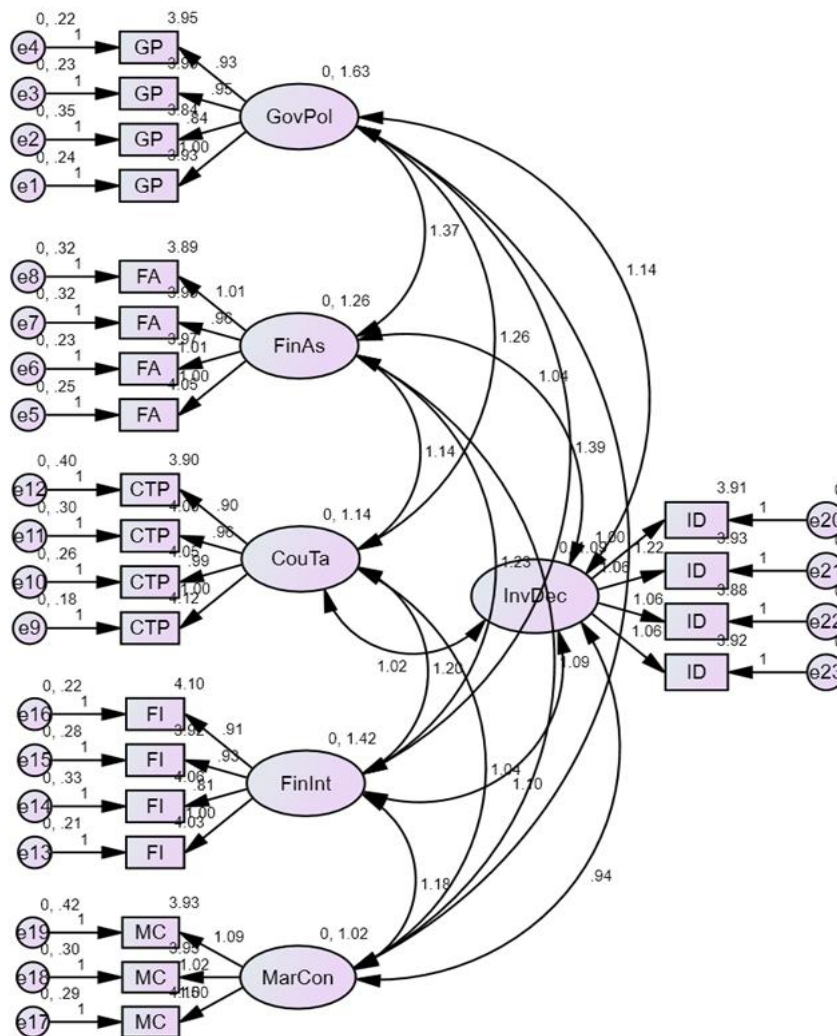 0, .22
e4
1
3.95
GP
.93
0, .23
e3
1
GP
.95
0, .35
e2
1
3.84
GP
.84
0, .24
e1
1
3.93
GP
1.00
0, 1.63
GovPol
0, .32
e8
1
3.89
FA
1.01
0, .32
e7
1
FA
.96
0, .23
e6
1
3.97
FA
1.01
0, .25
e5
1
4.05
FA
1.00
0, 1.26
FinAs
0, .40
e12
1
3.90
CTP
.90
0, .30
e11
1
CTP
.96
0, .26
e10
1
4.05
CTP
.99
0, .18
e9
1
4.12
CTP
1.00
0, 1.14
CouTa
0, .22
e16
1
4.10
FI
.91
0, .28
e15
1
3.92
FI
.93
0, .33
e14
1
4.06
FI
.81
0, .21
e13
1
4.03
FI
1.00
0, 1.42
FinInt
0, .42
e19
1
3.93
MC
1.09
0, .30
e18
1
MC
1.02
0, .29
e17
1
MC
0, 1.02
MarCon
1.37
1.26
1.04
1.14
1.39
1.14
1.23
1.22
1.02
1.20
1.09
1.04
1.10
1.18
.94
InvDec
1.00
3.91
ID
1
e20
1.06
3.93
ID
1
e21
1.06
3.88
ID
1
e22
1.06
3.92
ID
1
e23